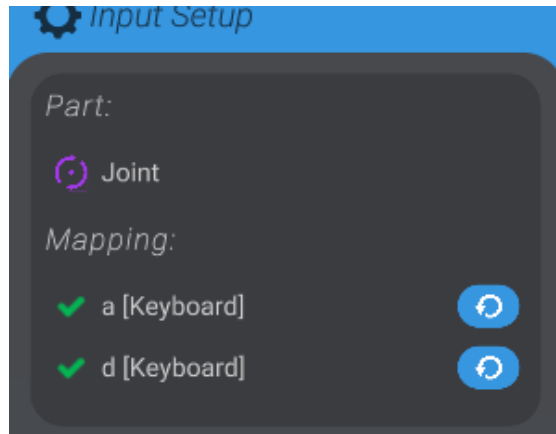 Input Setup
Part:
Joint
Mapping:
a [Keyboard]
d [Keyboard]